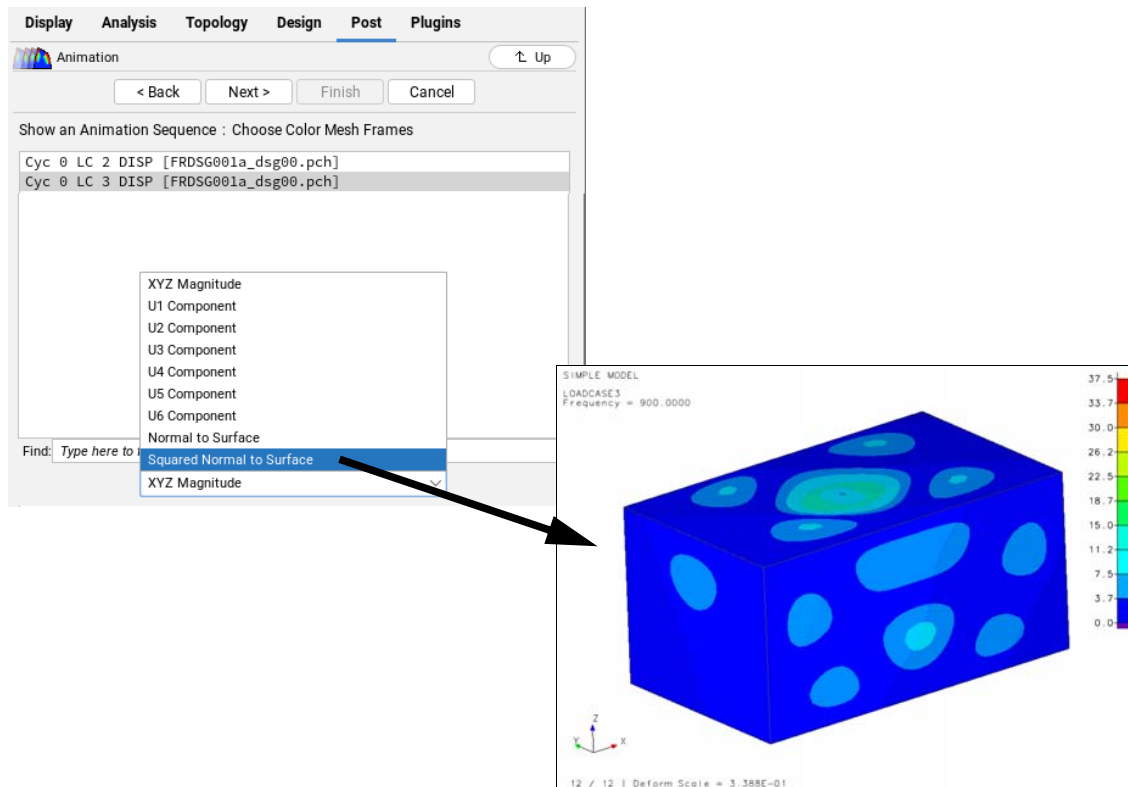 Display Analysis Topology Design Post Plugins
Animation Up
< Back Next > Finish Cancel
Show an Animation Sequence : Choose Color Mesh Frames
Cyc 0 LC 2 DISP [FRDSG001a_dsg00.pch]
Cyc 0 LC 3 DISP [FRDSG001a_dsg00.pch]
XYZ Magnitude
U1 Component
U2 Component
U3 Component
U4 Component
U5 Component
U6 Component
Normal to Surface
Find: Type here to
Squared Normal to Surface
XYZ Magnitude
SIMPLE MODEL
LOADCASE3
Frequency = 900.0000
37.5
33.7
30.0
26.2
22.5
18.7
15.0
11.2
7.5
3.7
0.0
Z
Y X
12 / 12 | Deform Scale = 3.388E-01